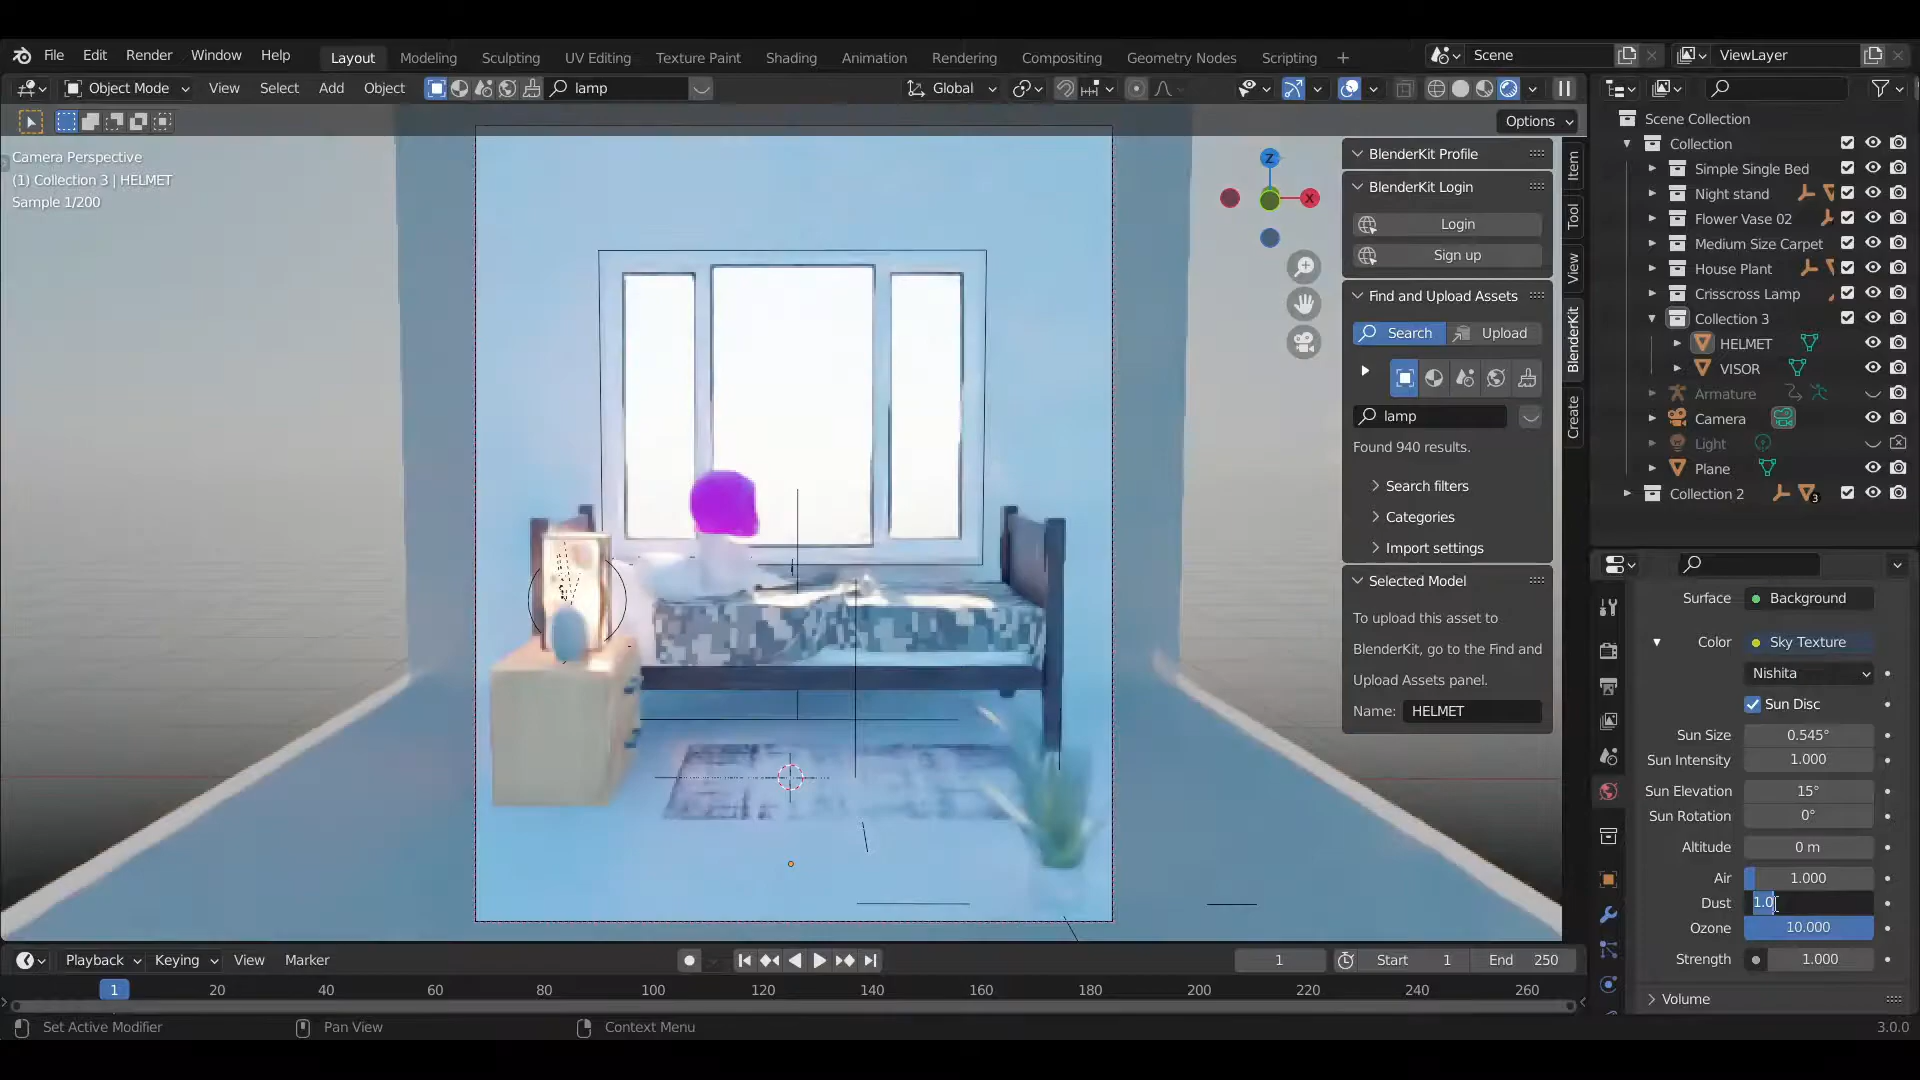 File Edit Render Window Help Layout Modeling Sculpting UV Editing Texture Paint Shading Animation Rendering Compositing Geometry Nodes Scripting + Scene ViewLayer
Object Mode View Select Add Object lamp Global
Options
Camera Perspective
(1) Collection 3 | HELMET
Sample 1/200
Z
X
BlenderKit Profile
BlenderKit Login
Login
Sign up
Find and Upload Assets
Search Upload
lamp
Found 940 results.
Search filters
Categories
Import settings
Selected Model
To upload this asset to
BlenderKit, go to the Find and
Upload Assets panel.
Name: HELMET
Item
Tool
View
BlenderKit
Create
Scene Collection
Collection
Simple Single Bed
Night stand
Flower Vase 02
Medium Size Carpet
House Plant
Crisscross Lamp
Collection 3
HELMET
VISOR
Armature
Camera
Light
Plane
Collection 2 3
Surface Background
Color Sky Texture
Nishita
Sun Disc
Sun Size 0.545°
Sun Intensity 1.000
Sun Elevation 15°
Sun Rotation 0°
Altitude 0 m
Air 1.000
Dust 1.0
Ozone 10.000
Strength 1.000
Volume
Playback Keying View Marker 1 Start 1 End 250
1 20 40 60 80 100 120 140 160 180 200 220 240 260
Set Active Modifier Pan View Context Menu 3.0.0